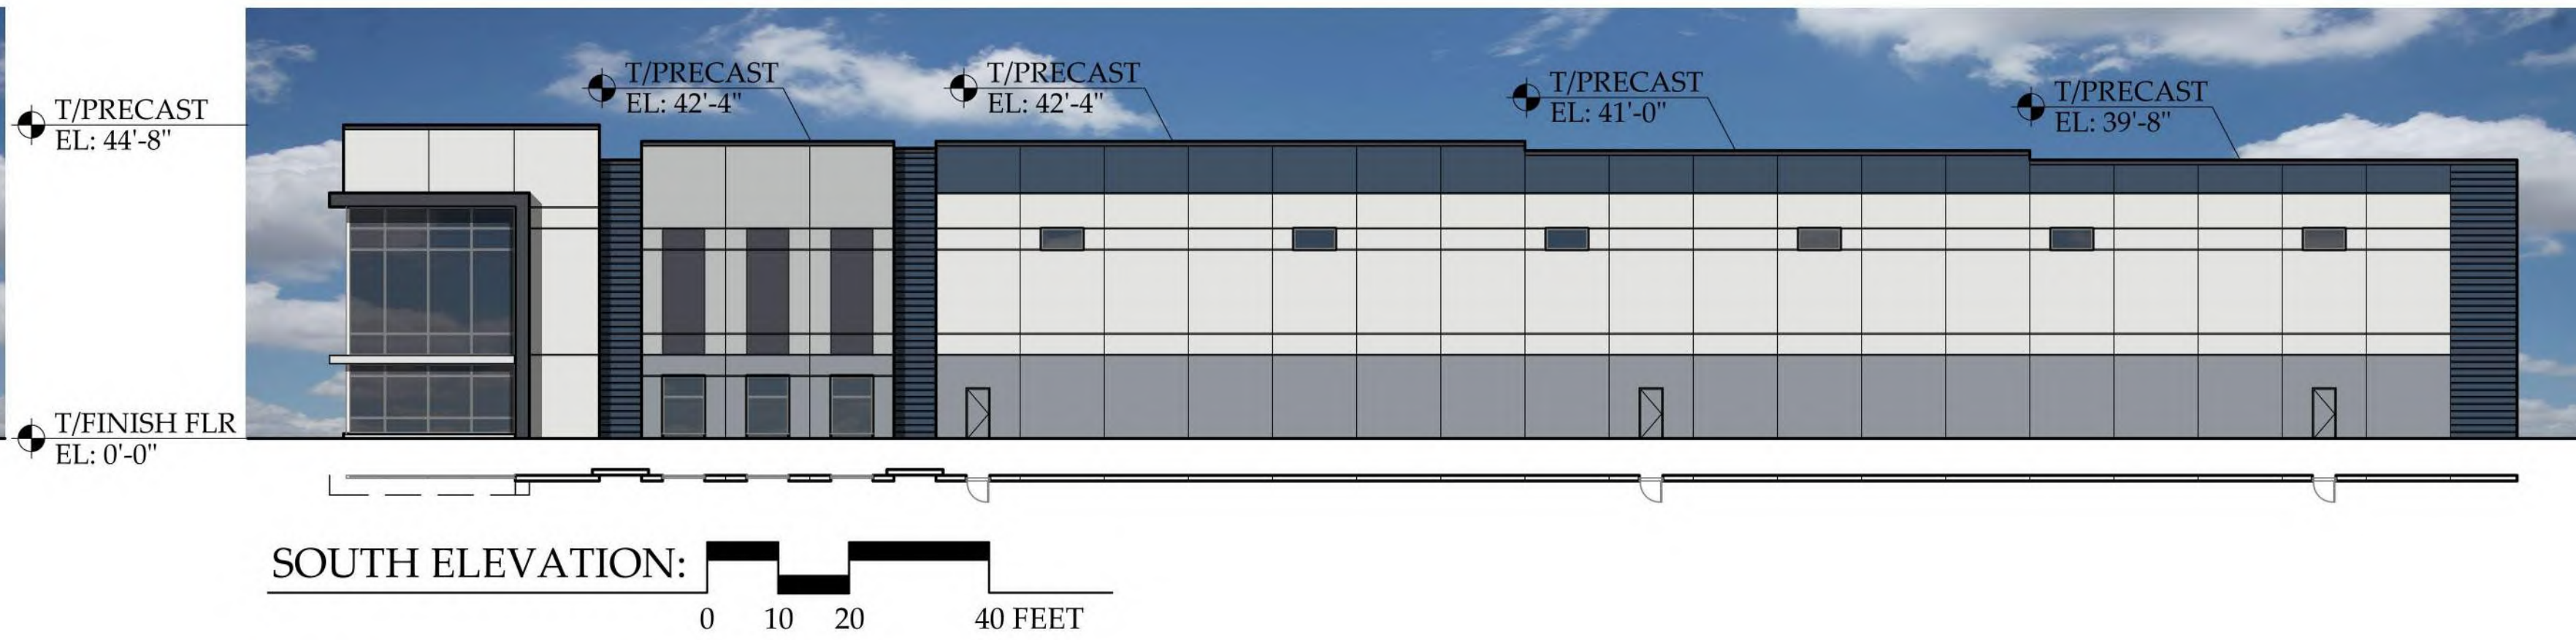 T/PRECAST
EL: 44'-8"
T/PRECAST
EL: 42'-4"
T/PRECAST
EL: 42'-4"
T/PRECAST
EL: 41'-0"
T/PRECAST
EL: 39'-8"
T/FINISH FLR
EL: 0'-0"
SOUTH ELEVATION:
0 10 20 40 FEET